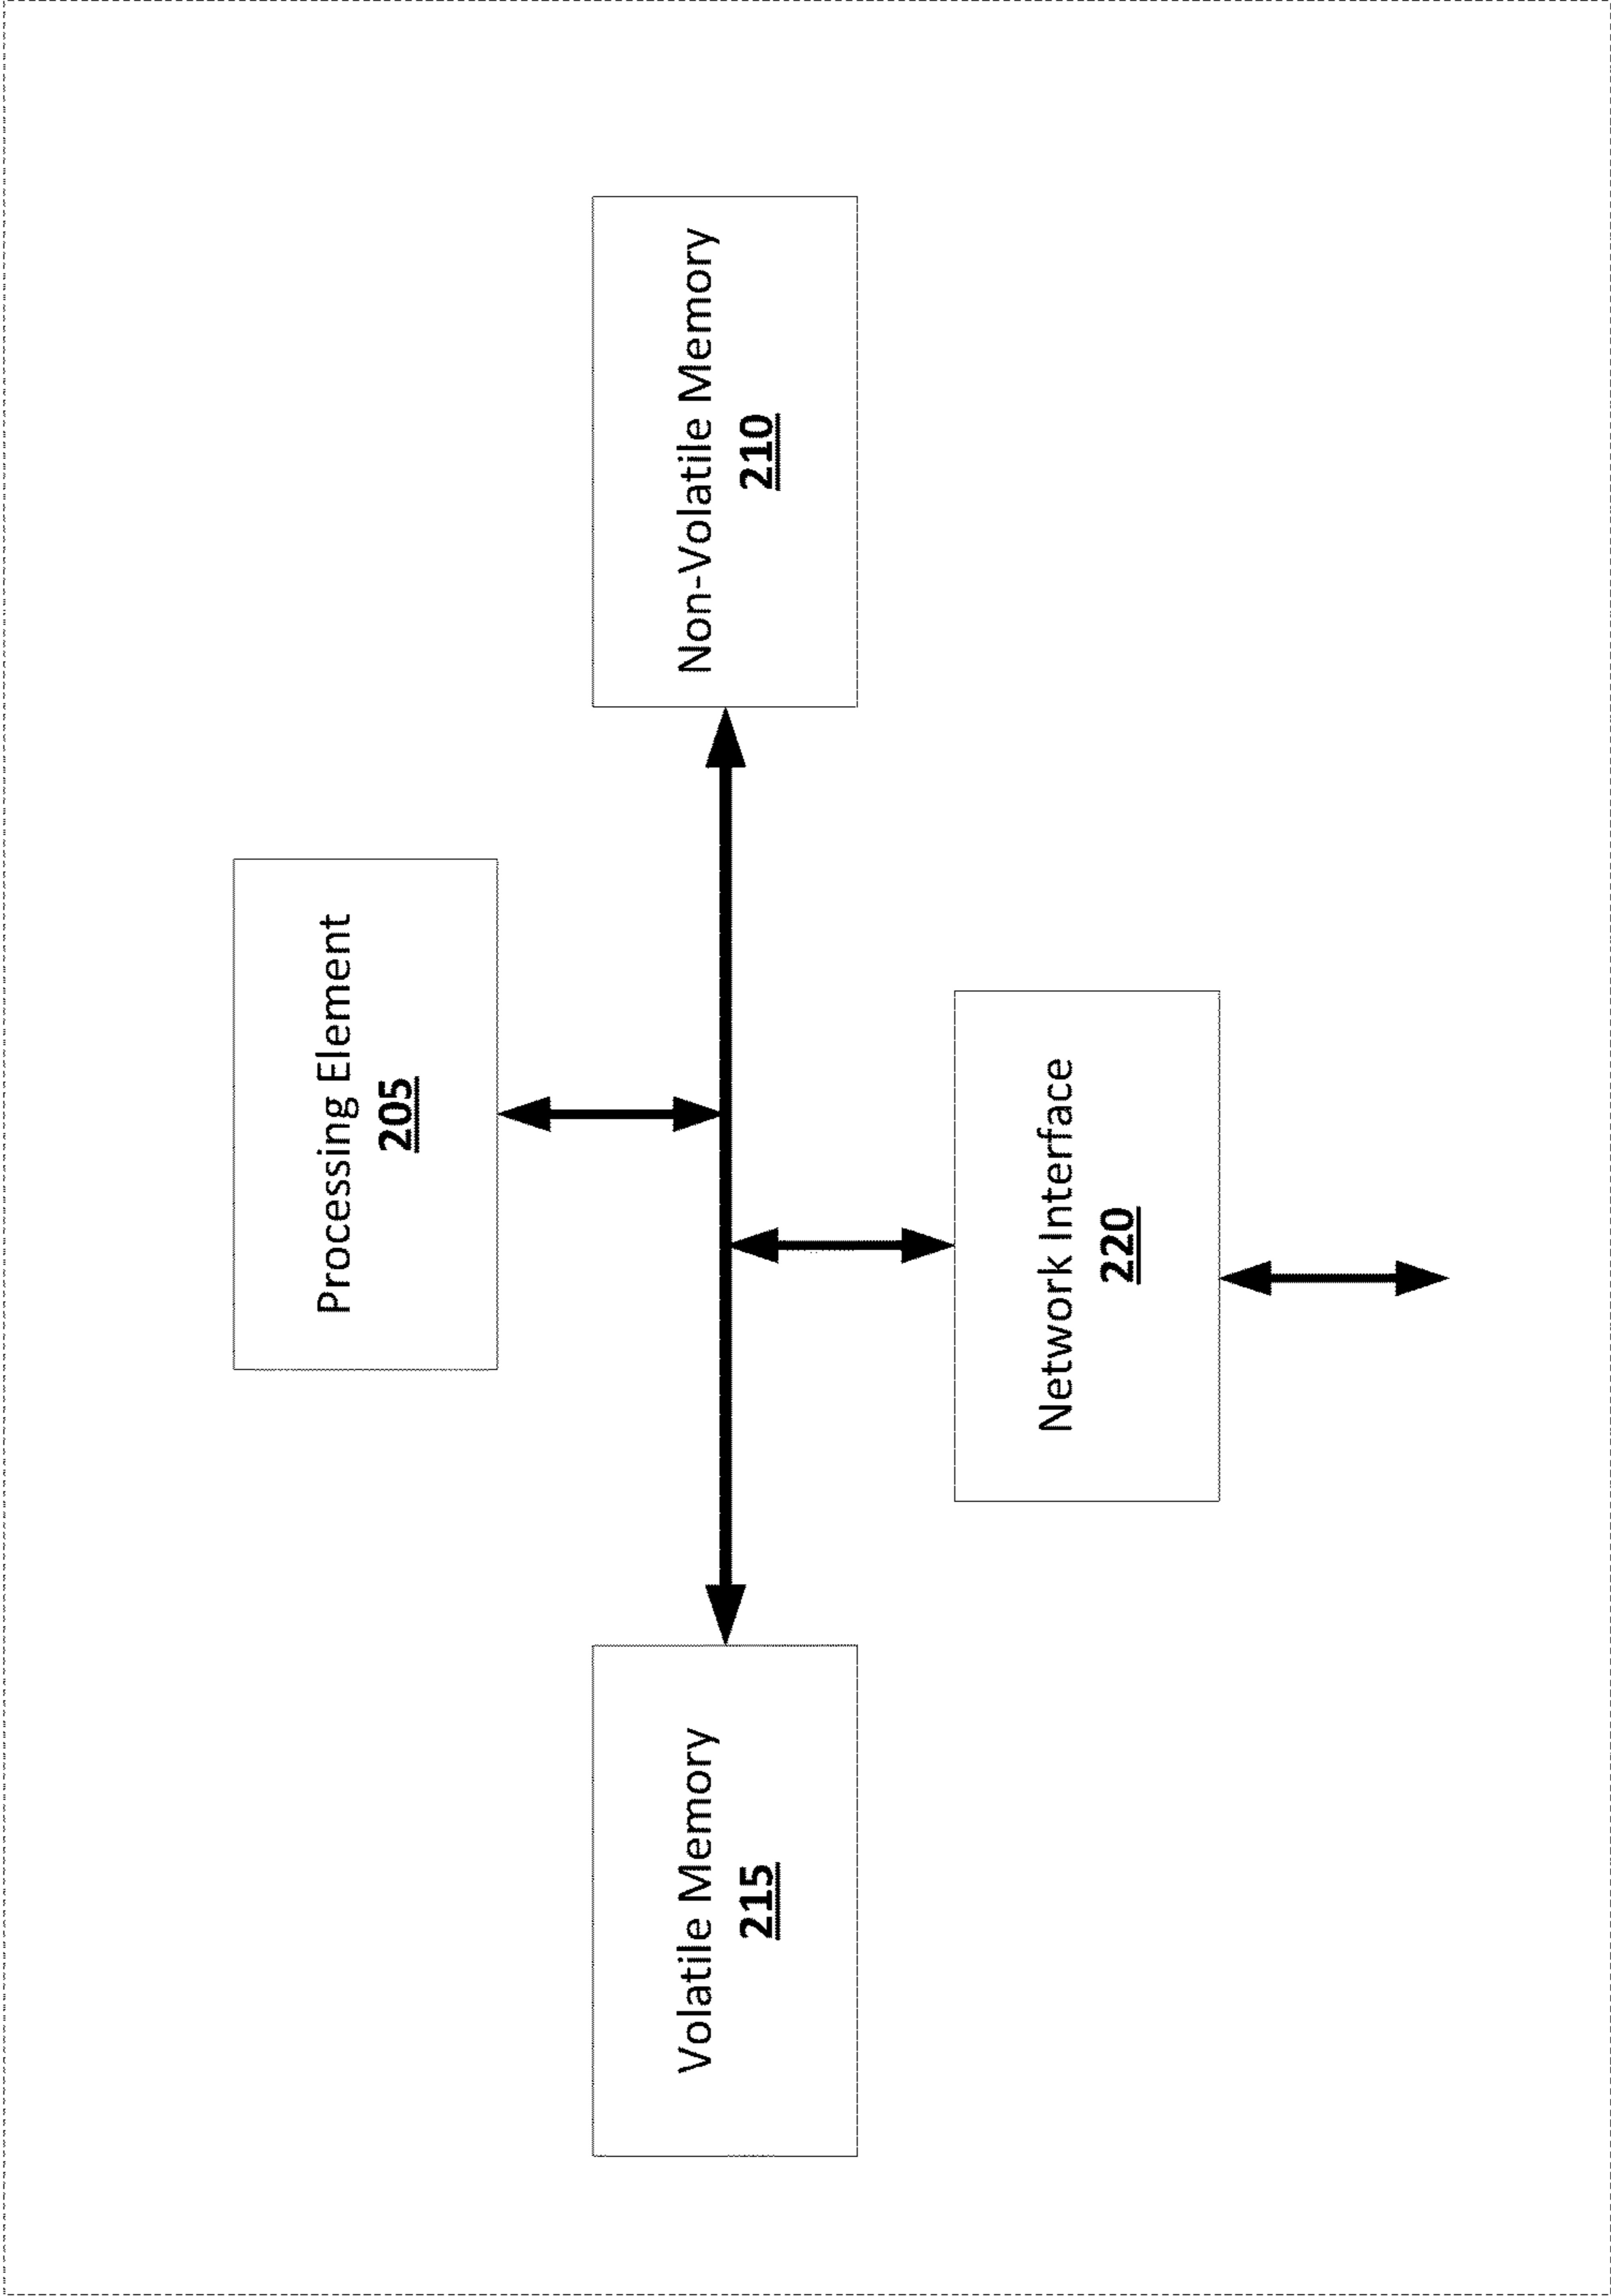 Processing Element
205
Volatile Memory
215
Non-Volatile Memory
210
Network Interface
220